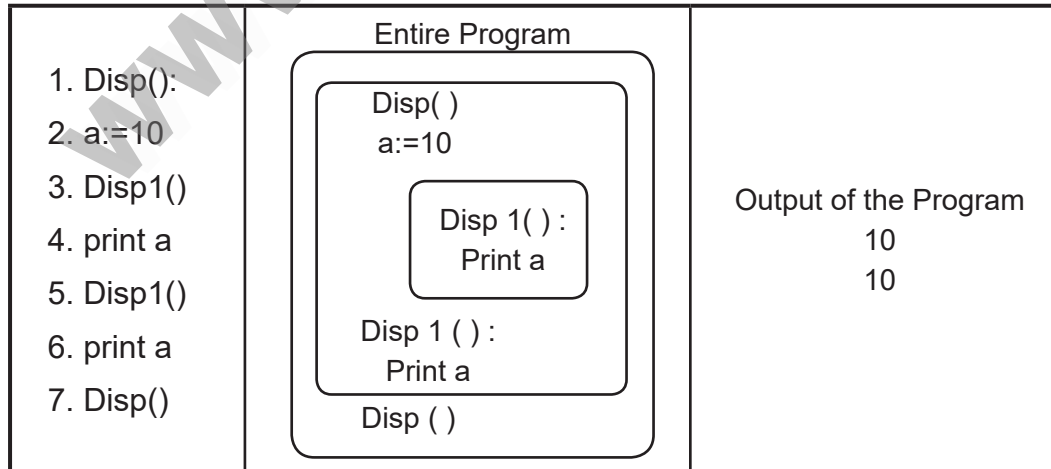 1. Disp():
2. a:=10
3. Disp1()
4. print a
5. Disp1()
6. print a
7. Disp()
Entire Program
Disp( )
a:=10
Disp 1( ) :
Print a
Disp 1 ( ) :
Print a
Disp ( )
Output of the Program
10
10